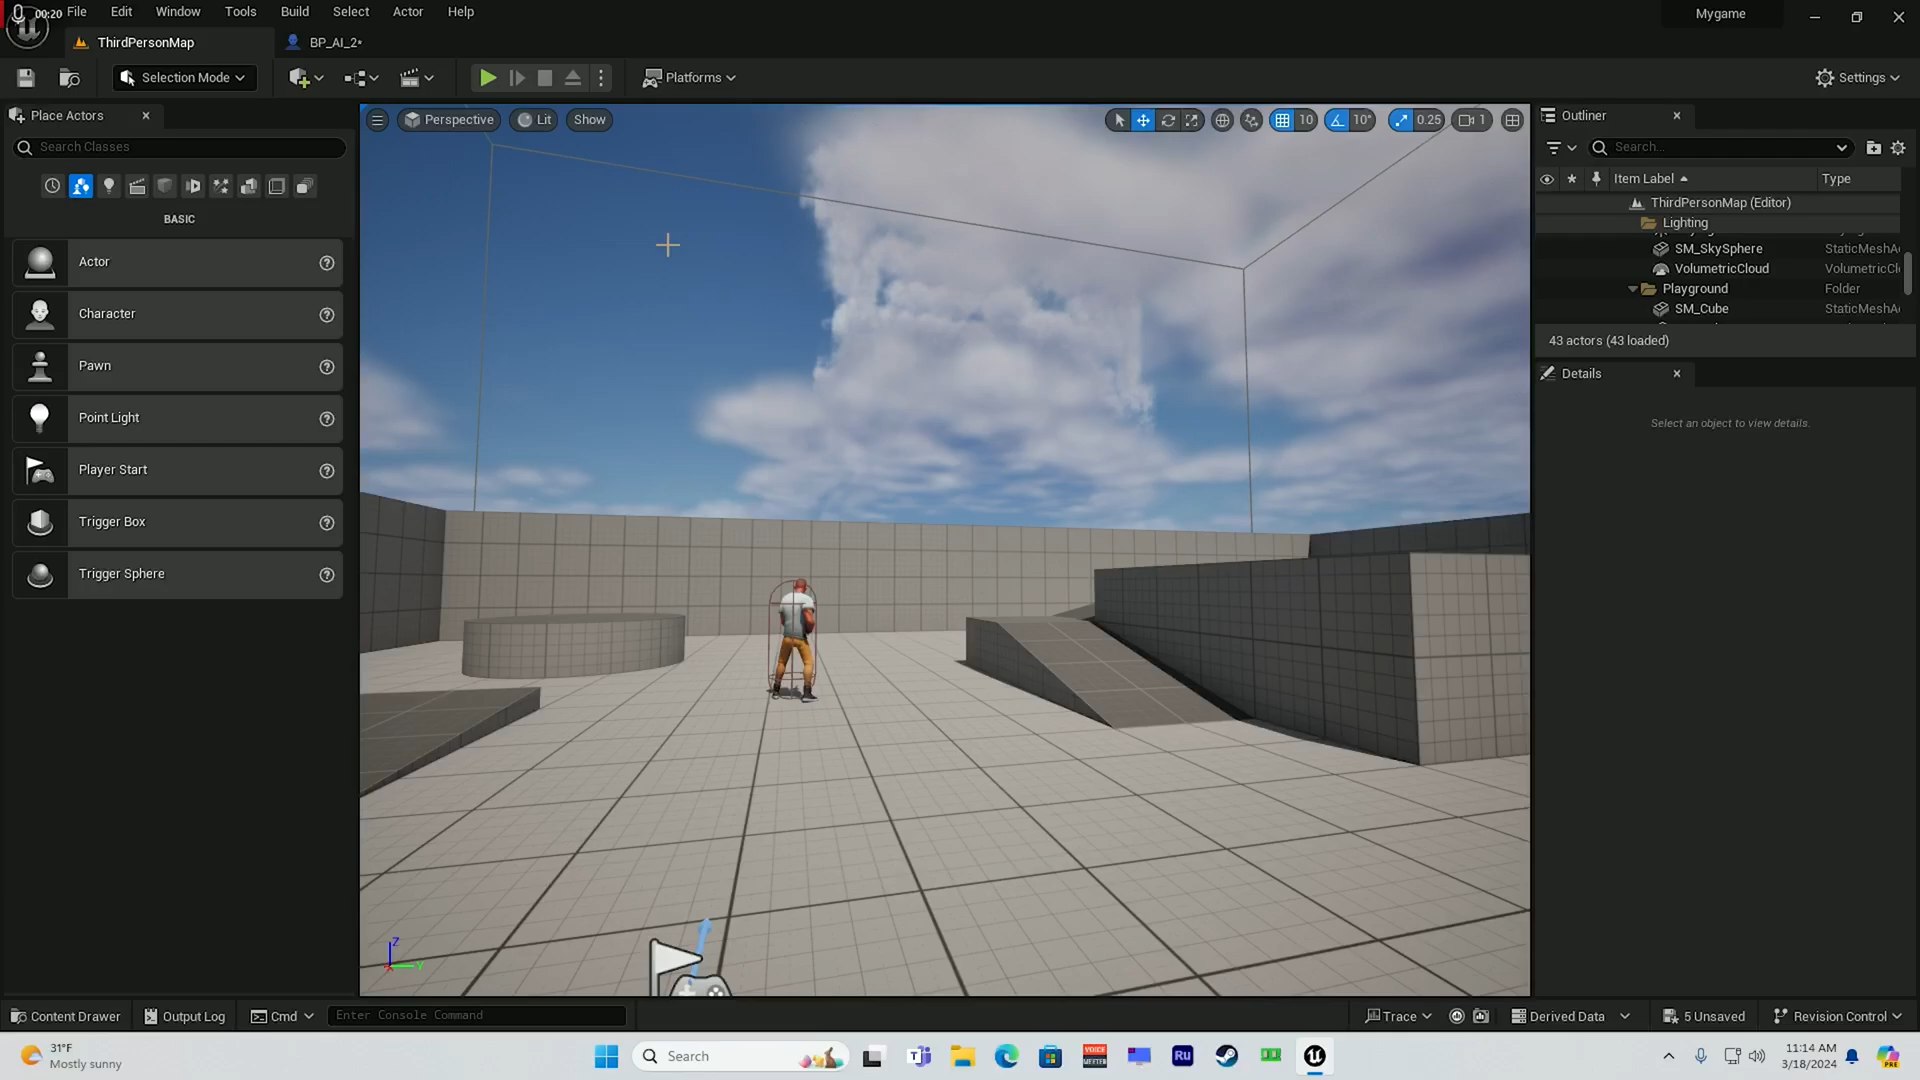 00:20 File Edit Window Tools Build Select Actor Help
Mygame
ThirdPersonMap
BP_AI_2*
Selection Mode
Platforms
Settings
Place Actors
Search Classes
BASIC
Actor
Character
Pawn
Point Light
Player Start
Trigger Box
Trigger Sphere
Perspective Lit Show
10 10° 0.25 1
Z
Y
Outliner
Search...
Item Label Type
ThirdPersonMap (Editor)
Lighting
SM_SkySphere StaticMeshA
VolumetricCloud VolumetricCl
Playground Folder
SM_Cube StaticMeshA
43 actors (43 loaded)
Details
Select an object to view details.
Content Drawer Output Log Cmd Enter Console Command
Trace Derived Data 5 Unsaved Revision Control
31°F
Mostly sunny
Search
VOICE
MEETER
Ru
11:14 AM
3/18/2024
PRE